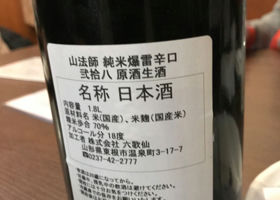 山法師 純米爆雷辛口
弐拾八 原酒生酒
名称 日本酒
内容量 1.8L
原材料名 米(国産)、米麹(国産米)
精米歩合 70%
アルコール分 18度
加工者 株式会社 六歌仙
山形県東根市温泉町3-17-7
☎0237-42-2777